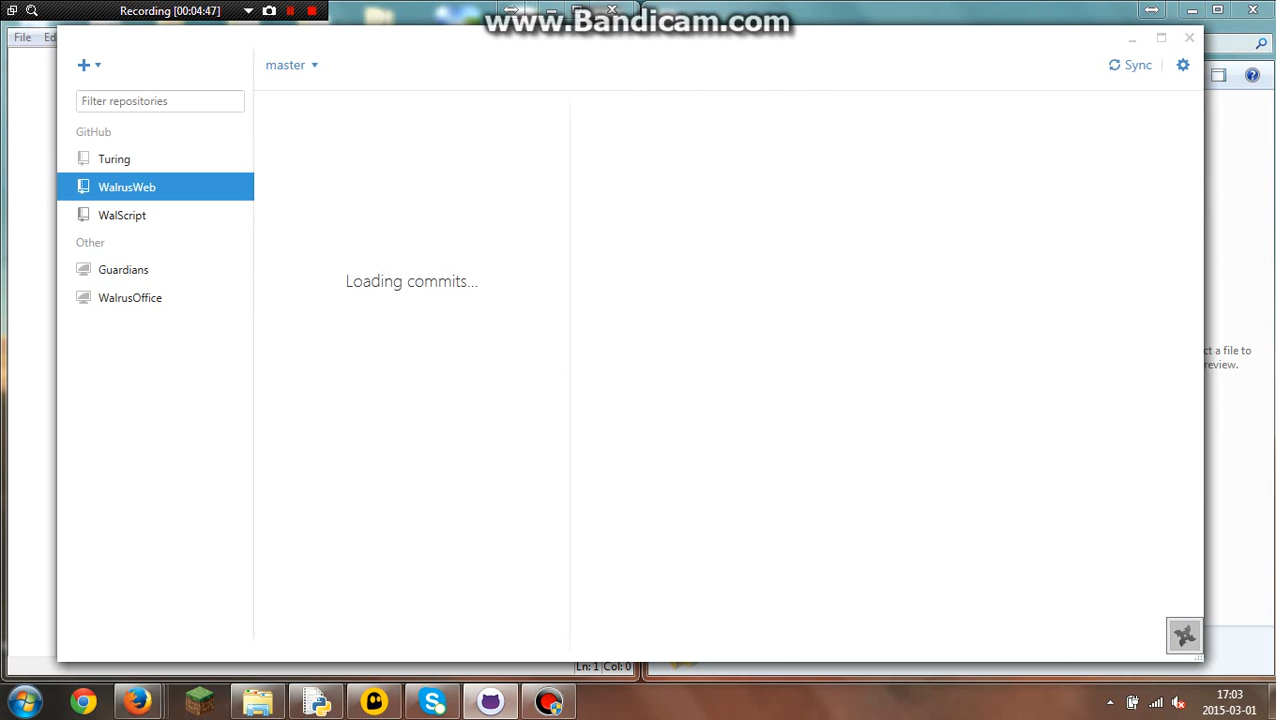 Recording [00:04:47]
www.Bandicam.com
File Ed
master
Sync
Filter repositories
GitHub
Turing
WalrusWeb
WalScript
Other
Guardians
WalrusOffice
Loading commits...
ct a file to
review.
Ln: 1 Col: 0
17:03
2015-03-01